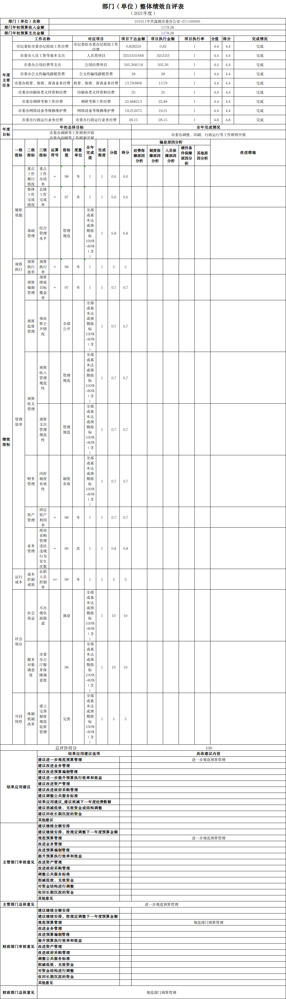 部门（单位）整体绩效自评表
（2021年度）
部门（单位）名称 101011中共盘锦市委办公室-211100000
部门年初预算收入金额 1179.38
部门年初预算支出金额 1179.38
年度主要任务 工作名称 对应项目 项目下达金额 项目执行金额 项目执行率 分值 得分 完成情况
市纪委驻市委办纪检组工作经费 市纪委驻市委办纪检组工作经费 0.828224 0.82 1 4.4 4.4 完成
市委办人员工资等基本支出 人员类项目 3253.631668 3253.63 1 4.4 4.4 完成
市委办公用经费等支出 公用经费项目 505.368118 505.36 1 4.4 4.4 完成
市委办公文传输线路租赁费 公文传输线路租赁费 28 28 1 4.4 4.4 完成
市委办机要、保密、督查业务经费 机要、保密、督查业务经费 13.793868 13.79 1 4.4 4.4 完成
市委办印刷各类文件资料经费 印刷各类文件资料经费 25 25 1 4.4 4.4 完成
市委办调研考察工作经费 调研考察工作经费 22.488213 22.48 1 4.4 4.4 完成
市委办网络设备等维修维护费 网络设备等维修维护费 19.212675 19.21 1 4.4 4.4 完成
市委办行政运行业务经费 市委办行政运行业务经费 28.15 28.15 1 4.8 4.8 完成
年度目标 年初总体目标 全年完成情况
市委办调研等工作顺利开展
市委办印刷等工作顺利开展 市委办调整、印刷、行政运行等工作顺利开展
绩效指标 一级指标 二级指标 三级指标 运算符号 指标值 度量单位 全年完成值 完成程度 分值 得分 偏差原因分析 改进措施
经费保障原因分析 制度保障原因分析 人员保障原因分析 硬件条件保障原因分析 其他原因分析
履职效能 重点工作履行情况 重点工作办结率 = 98 % 1 1 6.6 6.6
整体工作完成情况 总体工作完成率 = 97 % 1 1 6.6 6.6
基础管理 综合管理水平 管理规范 全部或基本达成预期指标100%-80%（含） 1 6.8 6.8
预算执行 预算执行效率 预算执行率 = 98 % 1 1 5 5
管理效率 预算编制管理 预算绩效目标覆盖率 = 97 % 1 1 0.7 0.7
预算监督管理 预决算公开情况 全部公开 全部或基本达成预期指标100%-80%（含） 1 0.7 0.7
预算收支管理 预算收入管理规范性 管理规范 全部或基本达成预期指标100%-80%（含） 1 0.7 0.7
预算支出管理规范性 管理规范 全部或基本达成预期指标100%-80%（含） 1 0.7 0.7
财务管理 内控制度有效性 制度有效 全部或基本达成预期指标100%-80%（含） 1 0.7 0.7
资产管理 固定资产利用率 = 98 % 1 1 0.7 0.7
业务管理 政府采购管理违法违规行为发生次数 = 96 次 1 1 0.8 0.8
运行成本 成本控制成效 在职人员控制率 <= 99 % 1 1 5 5
社会效应 社会效益 不出现负面报道 满意 全部或基本达成预期指标100%-80%（含） 1 10 10
服务对象满意度 市委办公厅服务保障满意度 98 全部或基本达成预期指标100%-80%（含） 1 10 10
可持续性 体制机制改革 建立完善制度规范监督管理 完善 全部或基本达成预期指标100%-80%（含） 1 5 5
总评价得分 100
结果应用建议 结果应用建议选项 具体建议内容
建议进一步规范预算管理 进一步规范预算管理
建议改进业务管理
建议改进预算编制管理
建议进一步提升预算执行效率和效益
建议改进资产管理
建议改进政府采购管理
建议调整公共服务标准
结果应用建议_建议核减下一年度经费数额
建议消减低效、无效资金或结构调整
建议回收长期沉淀的资金
其他建议
主管部门审核意见 建议继续全额安排
建议继续安排，按规定调整下一年度预算金额
规范预算管理 进一步规范预算管理
改进业务管理
改进预算编制管理
提升预算执行效率和效益
改进资产管理
改进政府采购管理
调整公共服务标准
削减低效、无效资金
对资金结构进行调整
收回长期沉淀的资金
其他意见
主管部门总体意见 进一步规范预算管理
财政部门审核意见 建议继续全额安排
建议继续安排，按规定调整下一年度预算金额
规范预算管理 规范部门预算管理
改进业务管理
改进预算编制管理
提升预算执行效率和效益
改进资产管理
改进政府采购管理
调整公共服务标准
削减低效、无效资金
对资金结构进行调整
收回长期沉淀的资金
其他意见
财政部门总体意见 规范部门预算管理